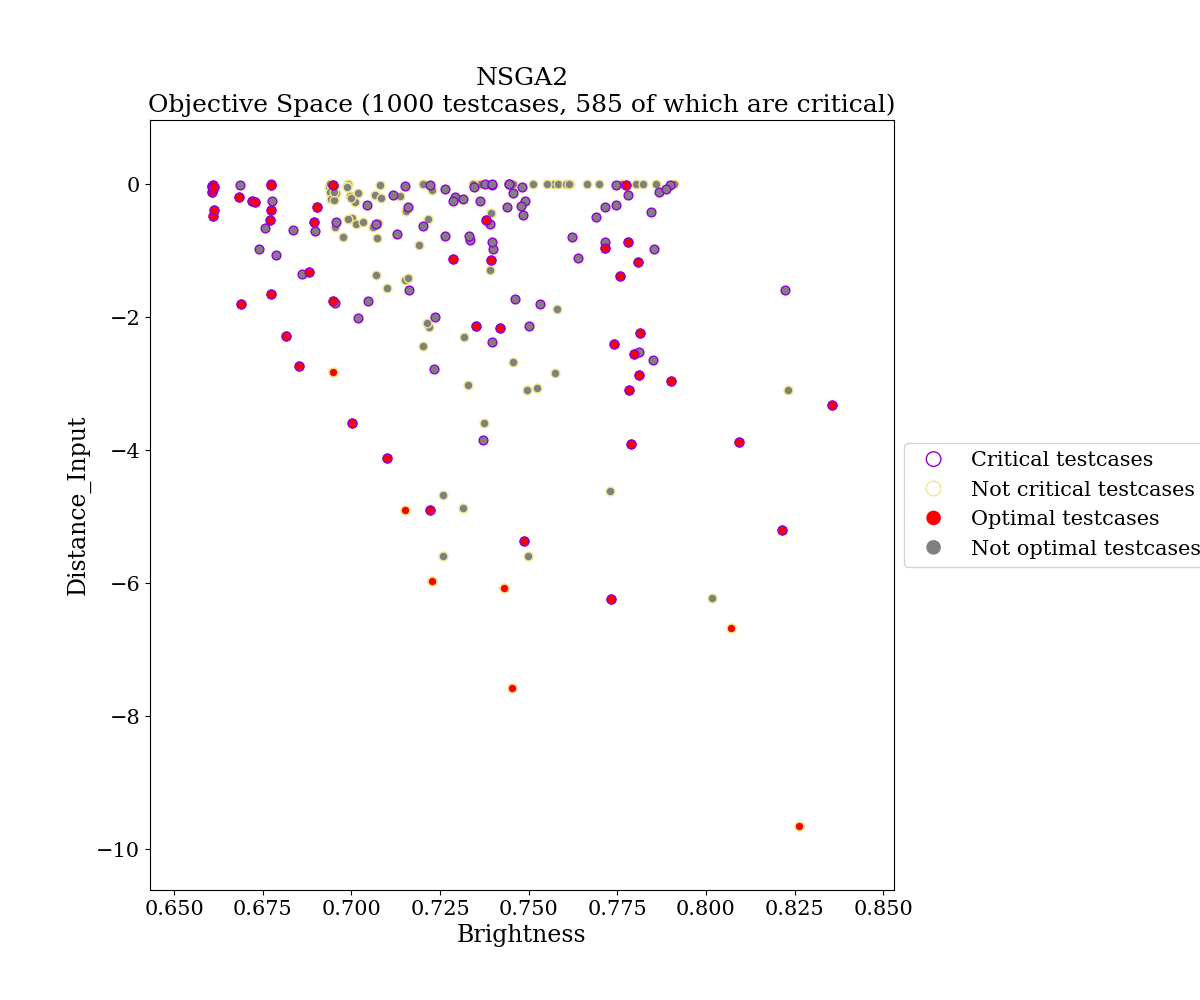 NSGA2
Objective Space (1000 testcases, 585 of which are critical)
0
−2
−4
−6
−8
−10
Distance_Input
0.650 0.675 0.700 0.725 0.750 0.775 0.800 0.825 0.850
Brightness
Critical testcases
Not critical testcases
Optimal testcases
Not optimal testcases